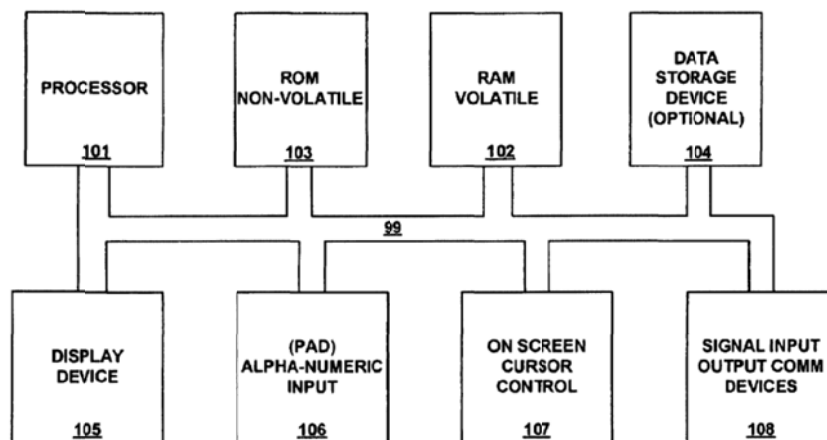 PROCESSOR
101
ROM
NON-VOLATILE
103
RAM
VOLATILE
102
DATA
STORAGE
DEVICE
(OPTIONAL)
104
99
DISPLAY
DEVICE
105
(PAD)
ALPHA-NUMERIC
INPUT
106
ON SCREEN
CURSOR
CONTROL
107
SIGNAL INPUT
OUTPUT COMM
DEVICES
108